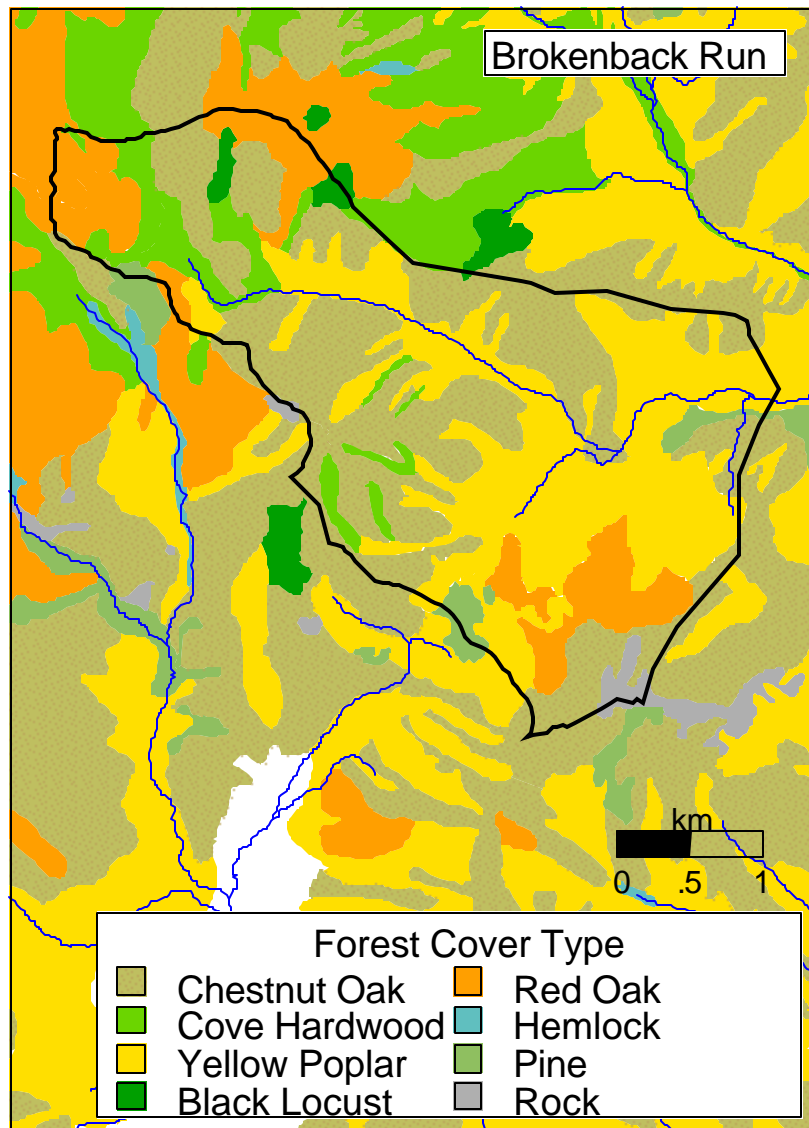 Brokenback Run
km
0 .5 1
Forest Cover Type
Chestnut Oak Red Oak
Cove Hardwood Hemlock
Yellow Poplar Pine
Black Locust Rock